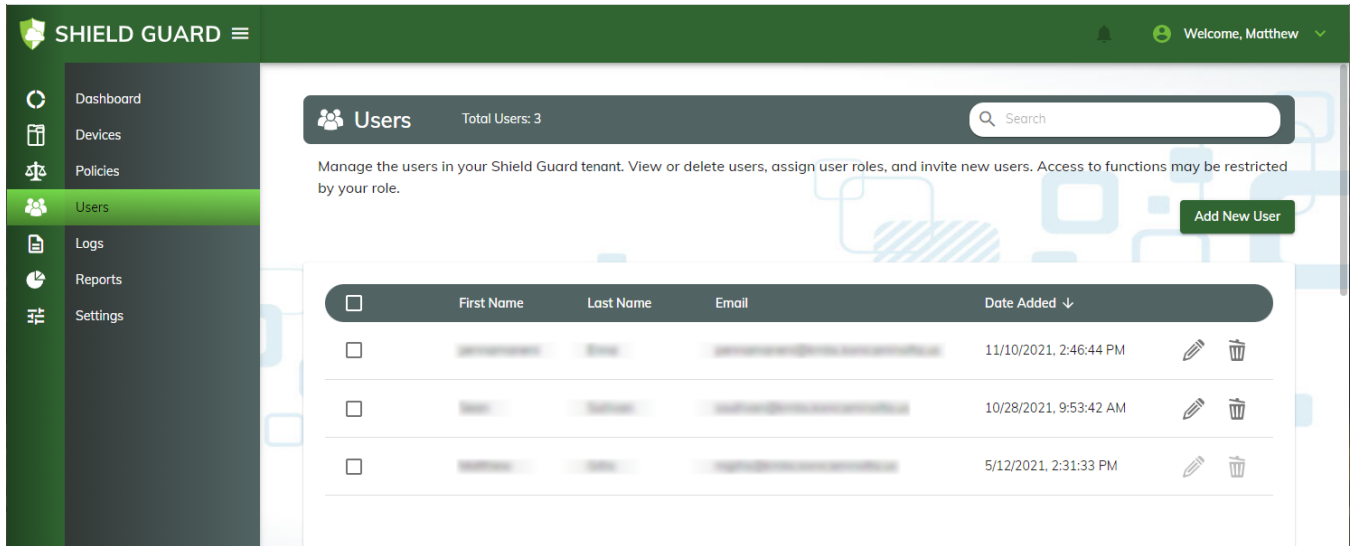 SHIELD GUARD
Welcome, Matthew
Dashboard
Devices
Policies
Users
Logs
Reports
Settings
Users Total Users: 3 Search
Manage the users in your Shield Guard tenant. View or delete users, assign user roles, and invite new users. Access to functions may be restricted
by your role.
Add New User
First Name Last Name Email Date Added
11/10/2021, 2:46:44 PM
10/28/2021, 9:53:42 AM
5/12/2021, 2:31:33 PM